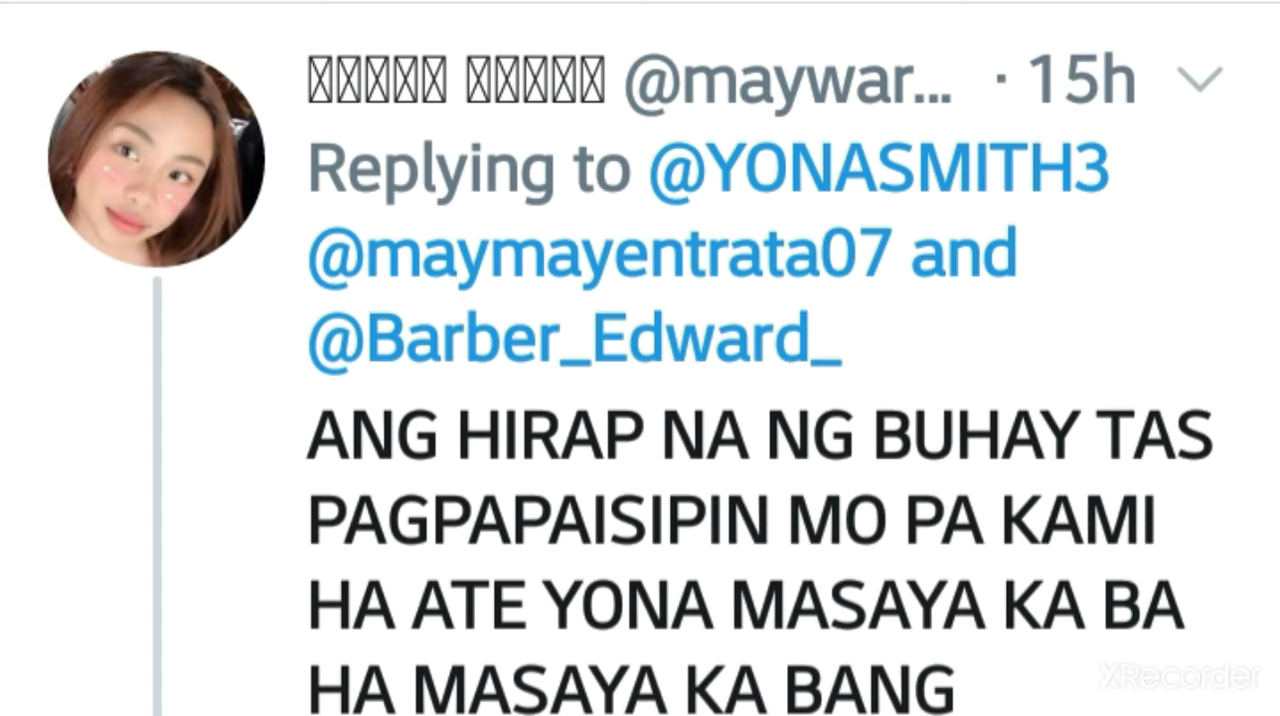 @maywar... · 15h
Replying to @YONASMITH3
@maymayentrata07 and
@Barber_Edward_
ANG HIRAP NA NG BUHAY TAS
PAGPAPAISIPIN MO PA KAMI
HA ATE YONA MASAYA KA BA
HA MASAYA KA BANG
XRecorder